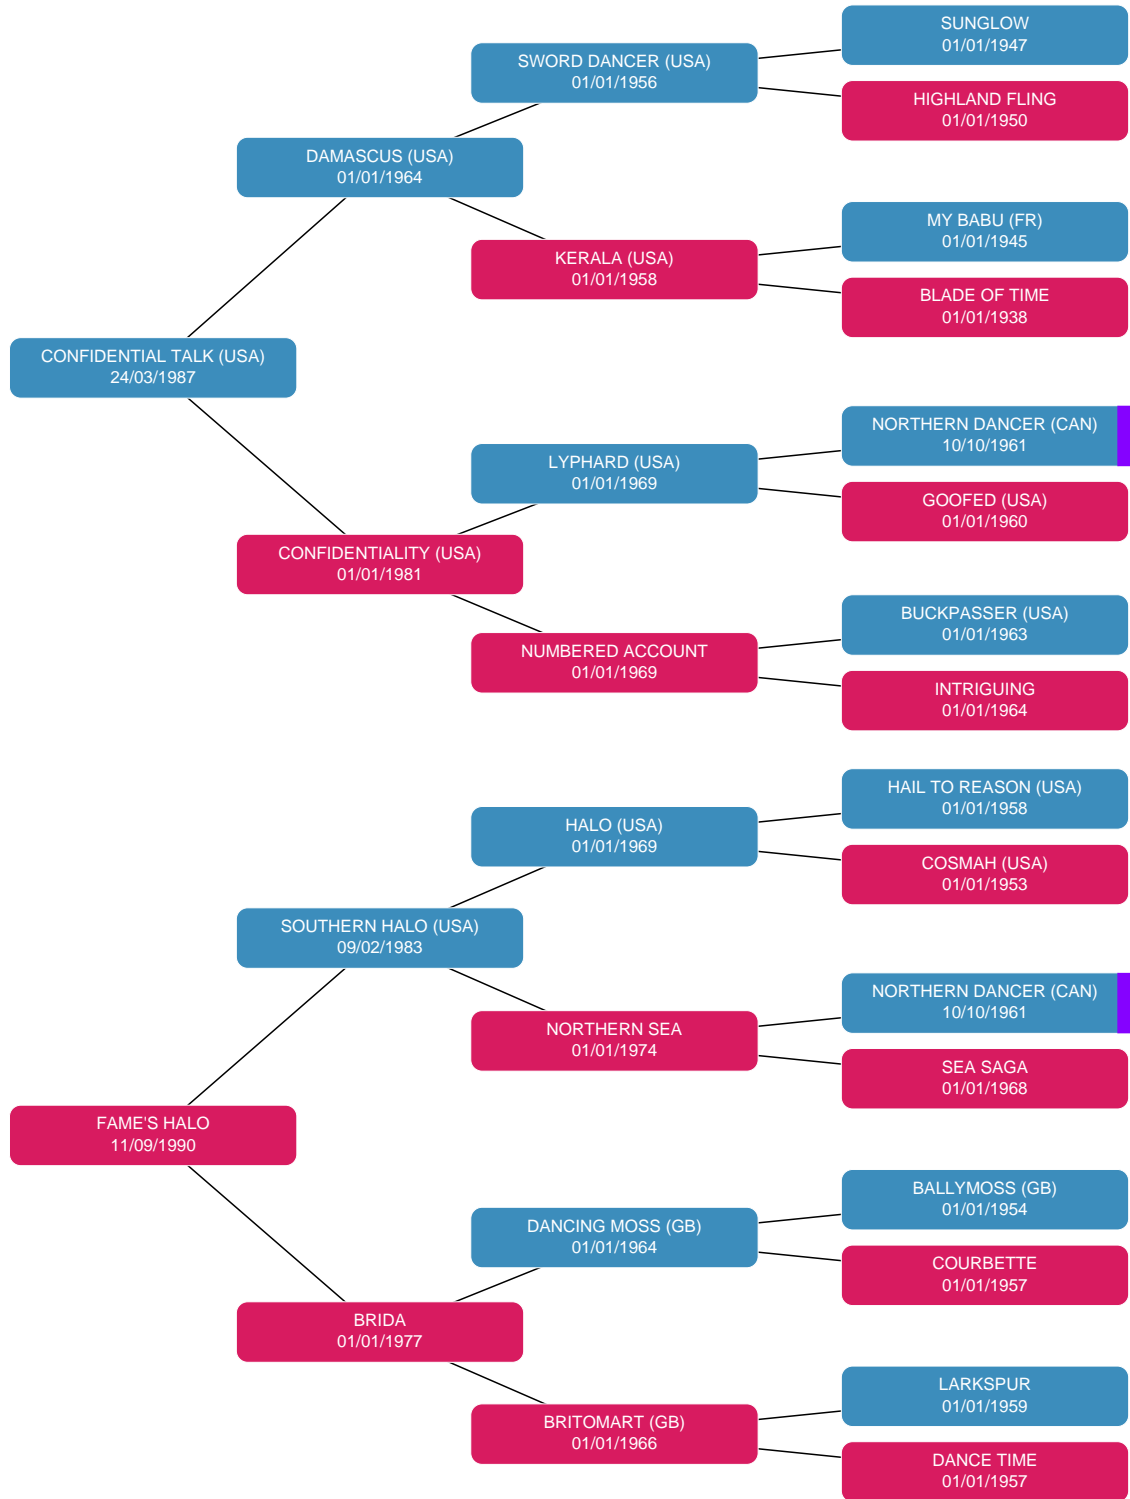 SUNGLOW
01/01/1947
SWORD DANCER (USA)
01/01/1956
HIGHLAND FLING
01/01/1950
DAMASCUS (USA)
01/01/1964
MY BABU (FR)
01/01/1945
KERALA (USA)
01/01/1958
BLADE OF TIME
01/01/1938
CONFIDENTIAL TALK (USA)
24/03/1987
NORTHERN DANCER (CAN)
10/10/1961
LYPHARD (USA)
01/01/1969
GOOFED (USA)
01/01/1960
CONFIDENTIALITY (USA)
01/01/1981
BUCKPASSER (USA)
01/01/1963
NUMBERED ACCOUNT
01/01/1969
INTRIGUING
01/01/1964
HAIL TO REASON (USA)
01/01/1958
HALO (USA)
01/01/1969
COSMAH (USA)
01/01/1953
SOUTHERN HALO (USA)
09/02/1983
NORTHERN DANCER (CAN)
10/10/1961
NORTHERN SEA
01/01/1974
SEA SAGA
01/01/1968
FAME'S HALO
11/09/1990
BALLYMOSS (GB)
01/01/1954
DANCING MOSS (GB)
01/01/1964
COURBETTE
01/01/1957
BRIDA
01/01/1977
LARKSPUR
01/01/1959
BRITOMART (GB)
01/01/1966
DANCE TIME
01/01/1957